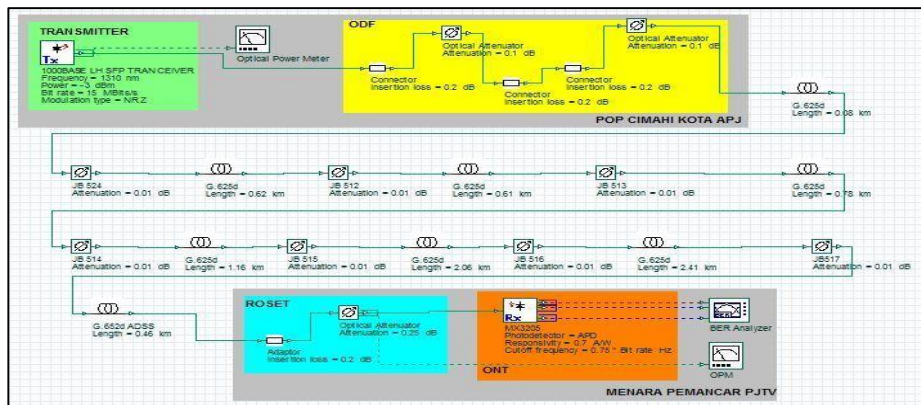 TRANSMITTER
1000BASE LH SFP TRANCEIVER
Frequency = 1310 nm
Power = -3 dBm
Bit rate = 15 MBits/s
Modulation type = NRZ
Optical Power Meter
ODF
Connector
Insertion loss = 0.2 dB
Optical Attenuator
Attenuation = 0.1 dB
Connector
Insertion loss = 0.2 dB
Connector
Insertion loss = 0.2 dB
Optical Attenuator
Attenuation = 0.1 dB
POP CIMAHI KOTA APJ
G.625d
Length = 0.08 km
JB 524
Attenuation = 0.01 dB
G.625d
Length = 0.62 km
JB 512
Attenuation = 0.01 dB
G.625d
Length = 0.61 km
JB 513
Attenuation = 0.01 dB
G.625d
Length = 0.78 km
JB 514
Attenuation = 0.01 dB
G.625d
Length = 1.16 km
JB 515
Attenuation = 0.01 dB
G.625d
Length = 2.06 km
JB 516
Attenuation = 0.01 dB
G.625d
Length = 2.41 km
JB517
Attenuation = 0.01 dB
G.652d ADSS
Length = 0.46 km
ROSET
Adaptor
Insertion loss = 0.2 dB
Optical Attenuator
Attenuation = 0.25 dB
MX3205
Photodetector = APD
Responsivity = 0.7 A/W
Cutoff frequency = 0.75 * Bit rate Hz
ONT
BER Analyzer
OPM
MENARA PEMANCAR PJTV